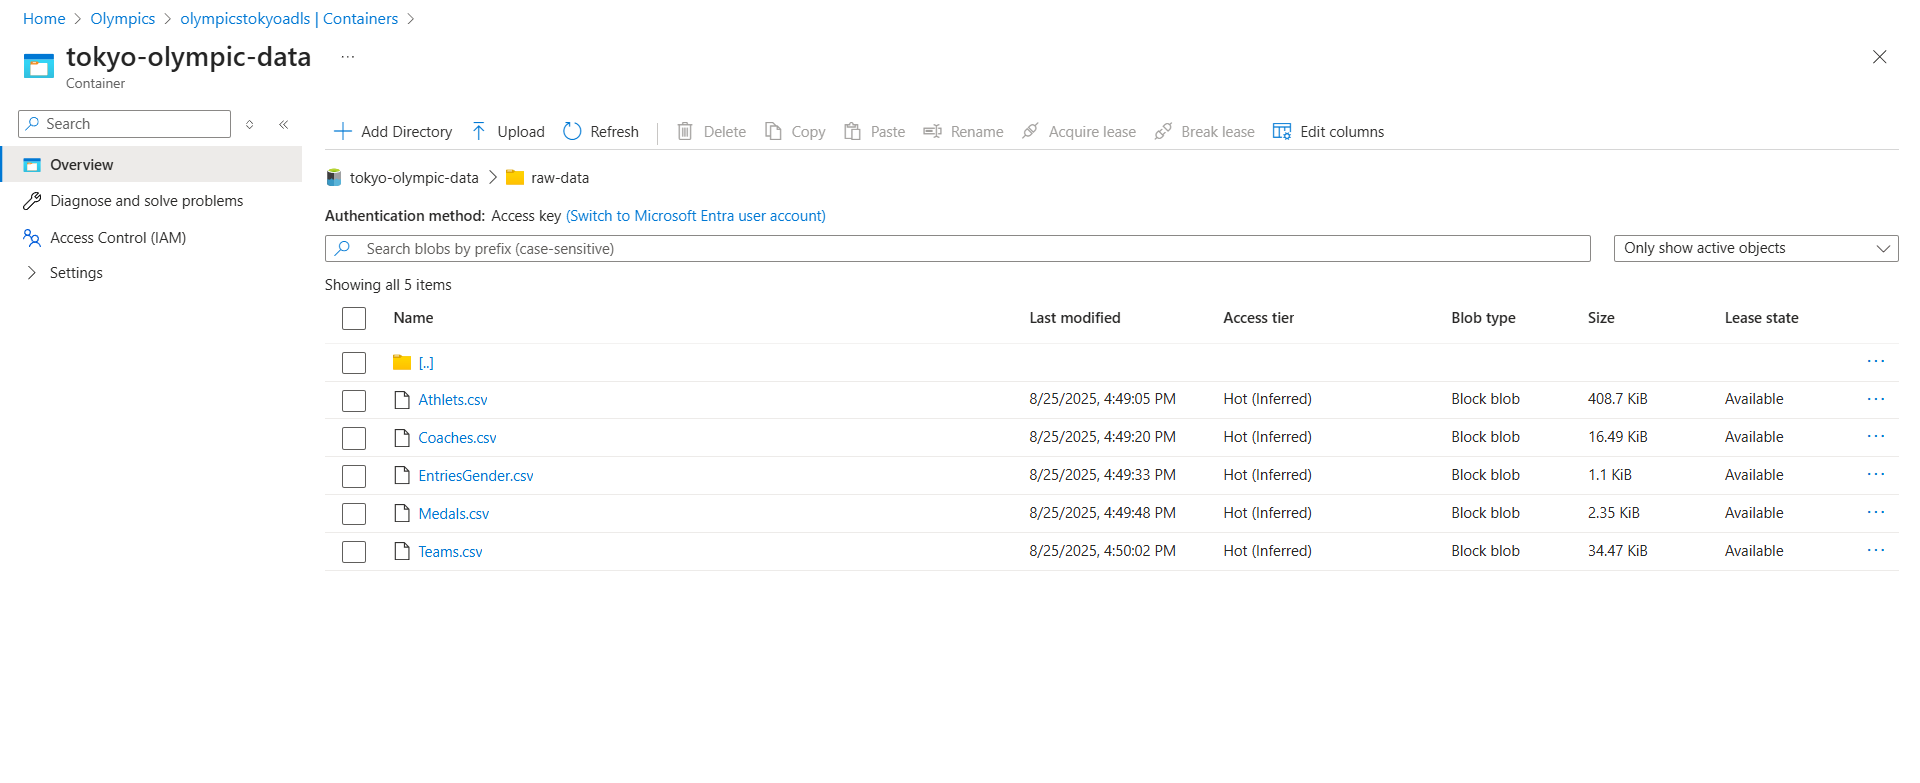 Home > Olympics > olympicstokyoadls | Containers >
tokyo-olympic-data ...
Container
Search
Overview
Diagnose and solve problems
Access Control (IAM)
Settings
Add Directory Upload Refresh Delete Copy Paste Rename Acquire lease Break lease Edit columns
tokyo-olympic-data > raw-data
Authentication method: Access key (Switch to Microsoft Entra user account)
Search blobs by prefix (case-sensitive) Only show active objects
Showing all 5 items
Name Last modified Access tier Blob type Size Lease state
[..] ...
Athlets.csv 8/25/2025, 4:49:05 PM Hot (Inferred) Block blob 408.7 KiB Available ...
Coaches.csv 8/25/2025, 4:49:20 PM Hot (Inferred) Block blob 16.49 KiB Available ...
EntriesGender.csv 8/25/2025, 4:49:33 PM Hot (Inferred) Block blob 1.1 KiB Available ...
Medals.csv 8/25/2025, 4:49:48 PM Hot (Inferred) Block blob 2.35 KiB Available ...
Teams.csv 8/25/2025, 4:50:02 PM Hot (Inferred) Block blob 34.47 KiB Available ...